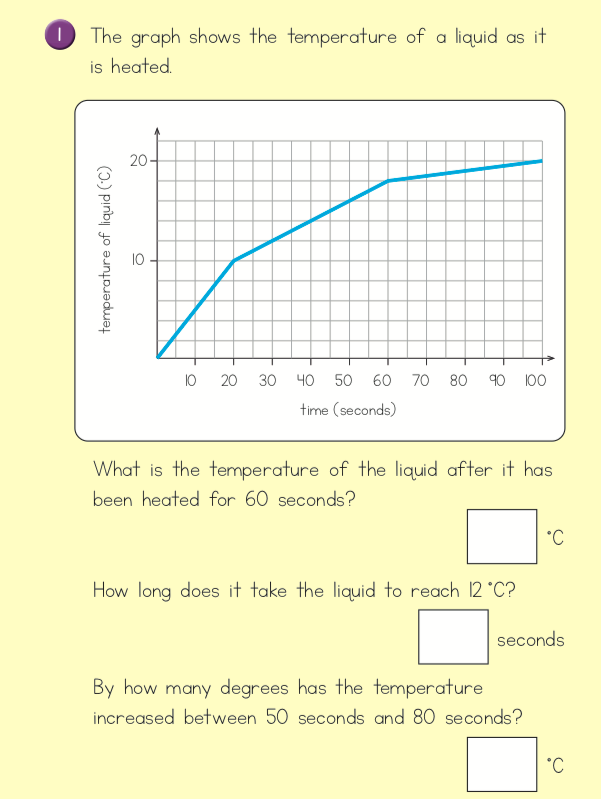 1 The graph shows the temperature of a liquid as it
is heated.
temperature of liquid (°C)
20
10
10 20 30 40 50 60 70 80 90 100
time (seconds)
What is the temperature of the liquid after it has
been heated for 60 seconds?
°C
How long does it take the liquid to reach 12 °C?
seconds
By how many degrees has the temperature
increased between 50 seconds and 80 seconds?
°C